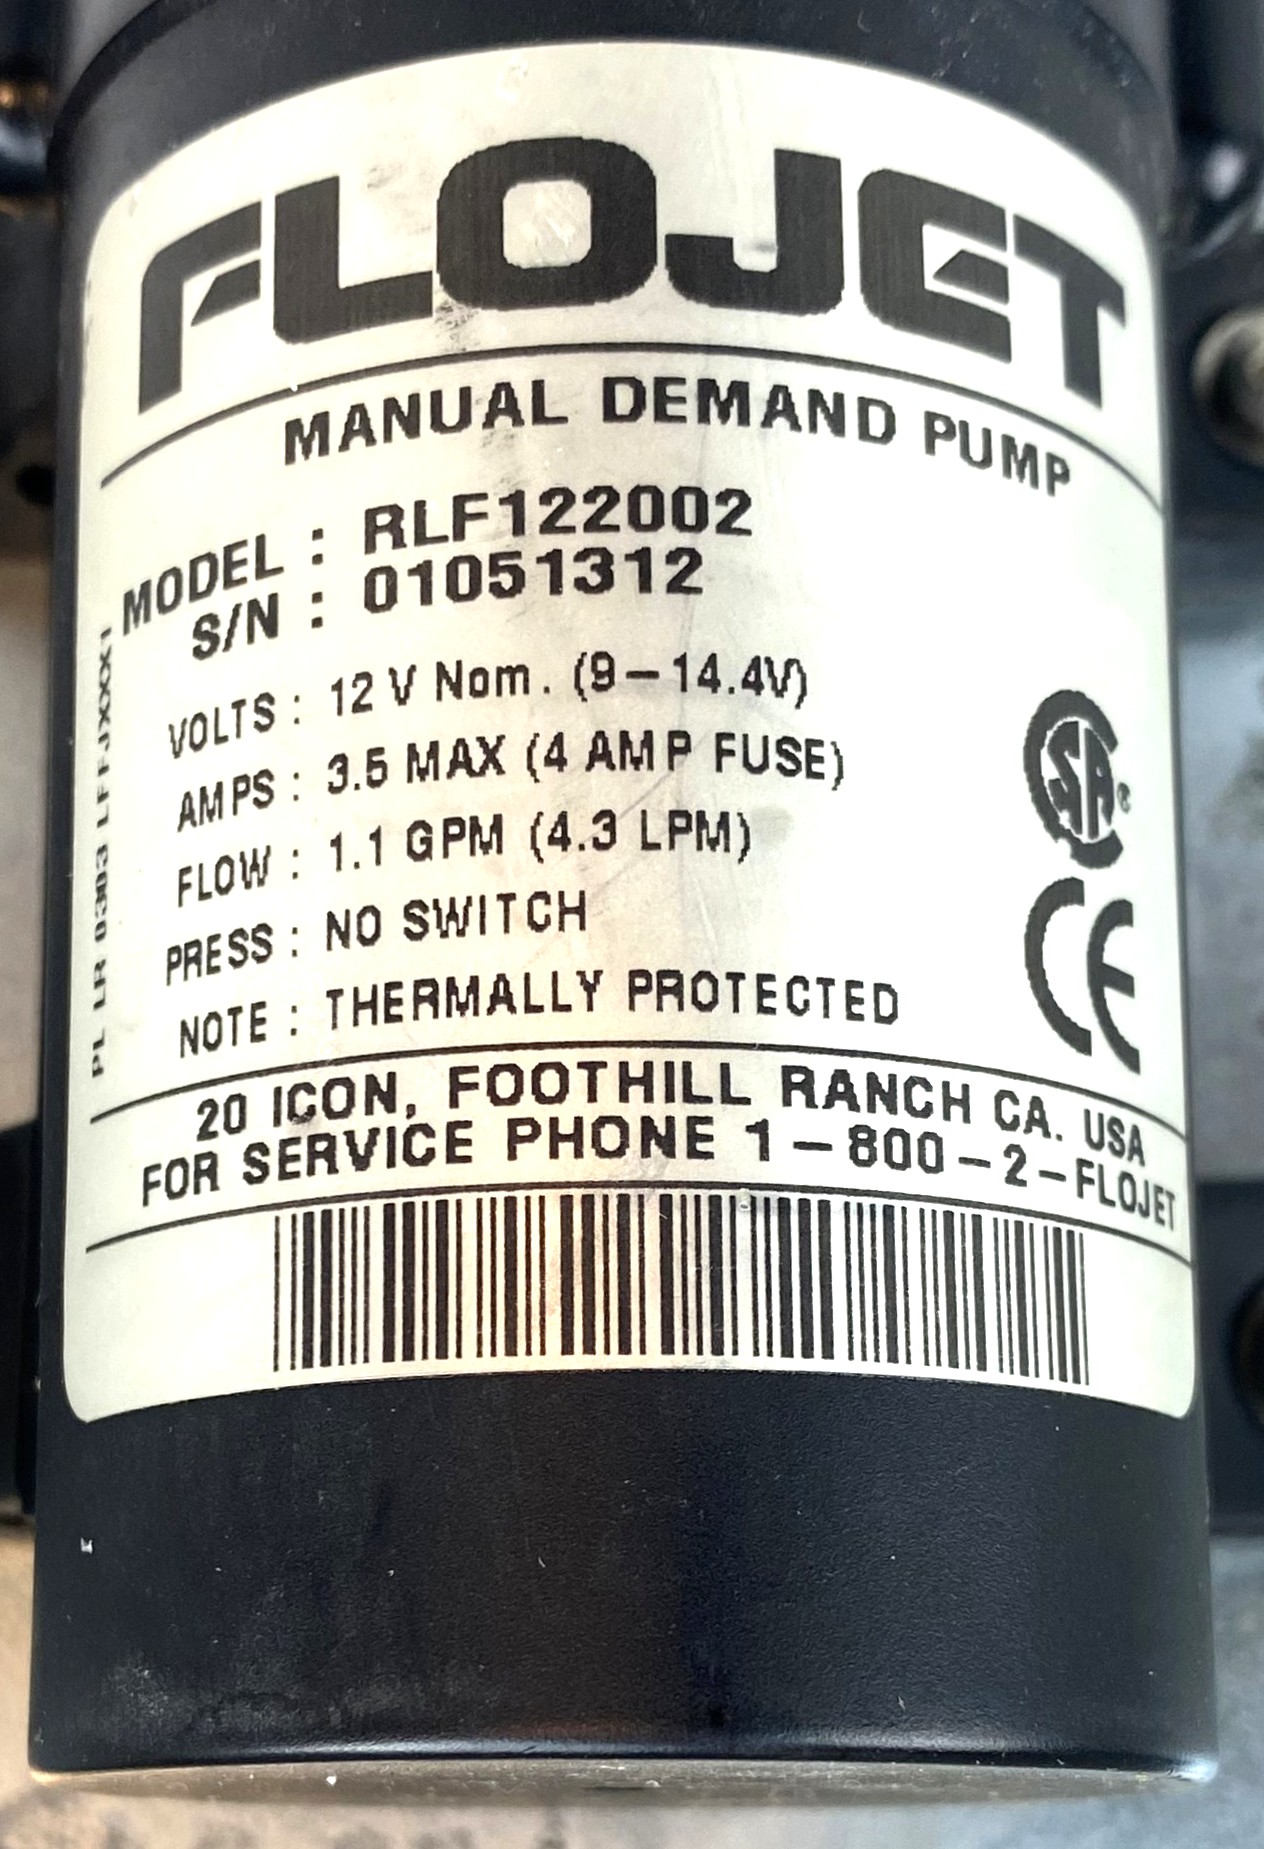 FLOJET
MANUAL DEMAND PUMP
MODEL : RLF122002
S/N : 01051312
VOLTS : 12 V Nom. (9-14.4V)
AMPS : 3.5 MAX (4 AMP FUSE)
FLOW : 1.1 GPM (4.3 LPM)
PRESS : NO SWITCH
NOTE : THERMALLY PROTECTED
SA®
CE
PL LR 0303
20 ICON, FOOTHILL RANCH CA. USA
FOR SERVICE PHONE 1-800-2-FLOJET